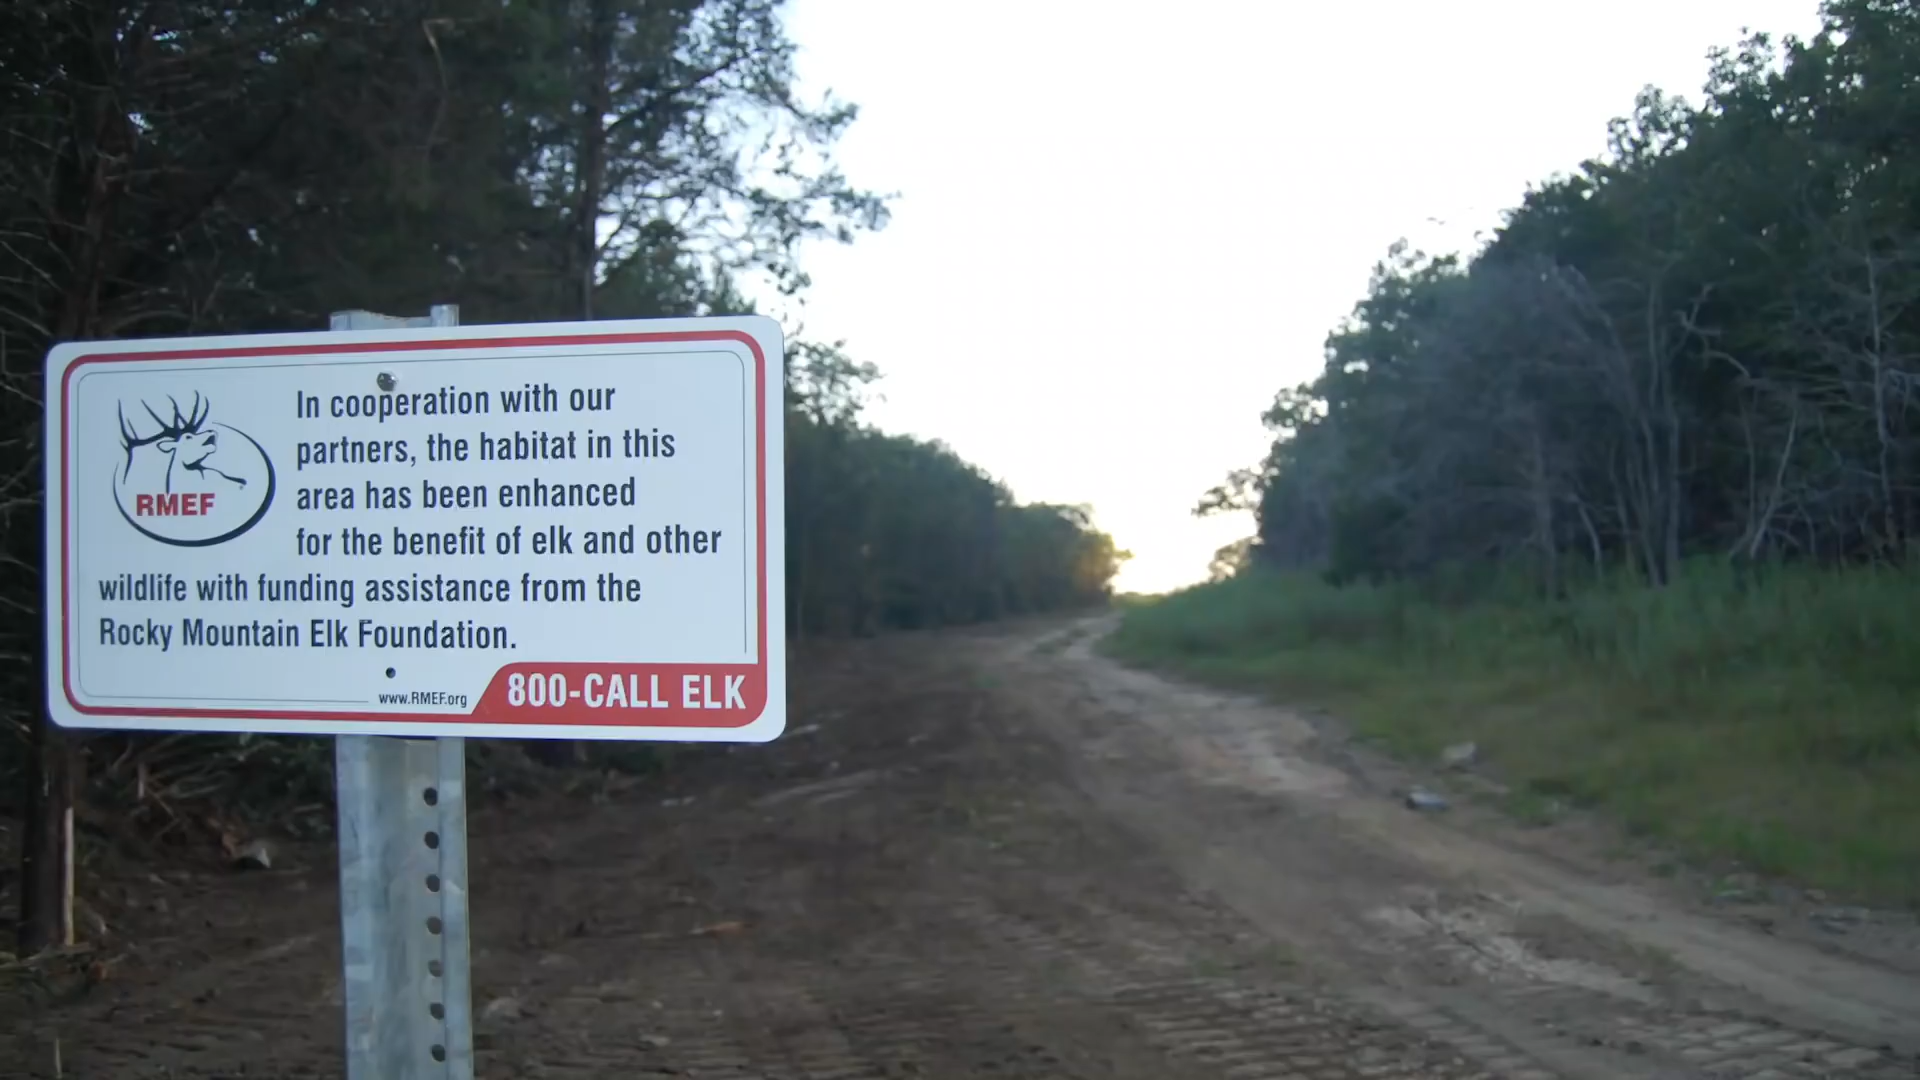 In cooperation with our
partners, the habitat in this
area has been enhanced
for the benefit of elk and other
wildlife with funding assistance from the
Rocky Mountain Elk Foundation.
RMEF
www.RMEF.org
800-CALL ELK